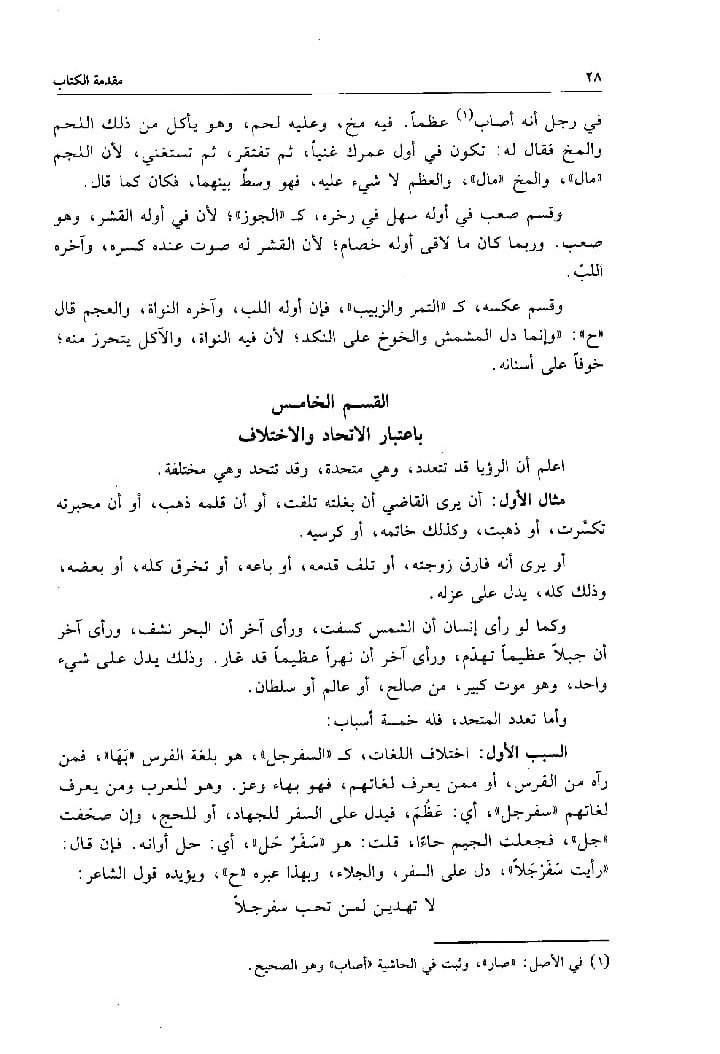 ٢٨ مقدمة الكتاب
في رجل أنه أصاب(١) عظماً. فيه مخ، وعليه لحم، وهو يأكل من ذلك اللحم
والمخ فقال له: تكون في أول عمرك غنياً، ثم تفتقر، ثم تستغني، لأن اللجم
«مال»، والمخ «مال»، والعظم لا شيء عليه، فهو وسطٌ بينهما، فكان كما قال.
وقسم صعب في أوله سهل في رخره، كـ «الجوز»؛ لأن في أوله القشر، وهو
صعب. وربما كان ما لاقى أوله خصام؛ لأن القشر له صوت عنده كسره، وآخره
اللبّ.
وقسم عكسه، كـ «التمر والزبيب»، فإن أوله اللب، وآخره النواة، والعجم قال
«ح»: «وإنما دل المشمش والخوخ على النكد؛ لأن فيه النواة، والآكل يتحرز منه؛
خوفاً على أسنانه.
القسم الخامس
باعتبار الاتحاد والاختلاف
اعلم أن الرؤيا قد تتعدد، وهي متحدة، وقد تتحد وهي مختلفة.
مثال الأول: أن يرى القاضي أن بغلته تلفت، أو أن قلمه ذهب، أو أن محبرته
تكسَّرت، أو ذهبت، وكذلك خاتمه، أو كرسيه.
أو يرى أنه فارق زوجته، أو تلف قدمه، أو باعه، أو تخرق كله، أو بعضه،
وذلك كله، يدل على عزله.
وكما لو رأى إنسان أن الشمس كسفت، ورأى آخر أن البحر نشف، ورأى آخر
أن جبلاً عظيماً تهدّم، ورأى آخر أن نهراً عظيماً قد غار. وذلك يدل على شيء
واحد، وهو موت كبير، من صالح، أو عالم أو سلطان.
وأما تعدد المتحد، فله خمسة أسباب:
السبب الأول: اختلاف اللغات، كـ «السفرجل»، هو بلغة الفرس «بَهَا»، فمن
رآه من الفرس، أو ممن يعرف لغاتهم، فهو بهاء وعز. وهو للعرب ومن يعرف
لغاتهم «سفرجل»، أي: عَظُمَ، فيدل على السفر للجهاد، أو للحج، وإن صحّفت
«جل»، فجعلت الجيم حاءًا، قلت: هو «سَفَرٌ حَل»، أي: حل أوانه. فإن قال:
«رأيت سَفَرْجَلاً»، دل على السفر، والجلاء، وبهذا عبره «ح»، ويؤيده قول الشاعر:
لا تهدين لمن تحب سفرجلاً
(١) في الأصل: «صار»، وثبت في الحاشية «أصاب» وهو الصحيح.